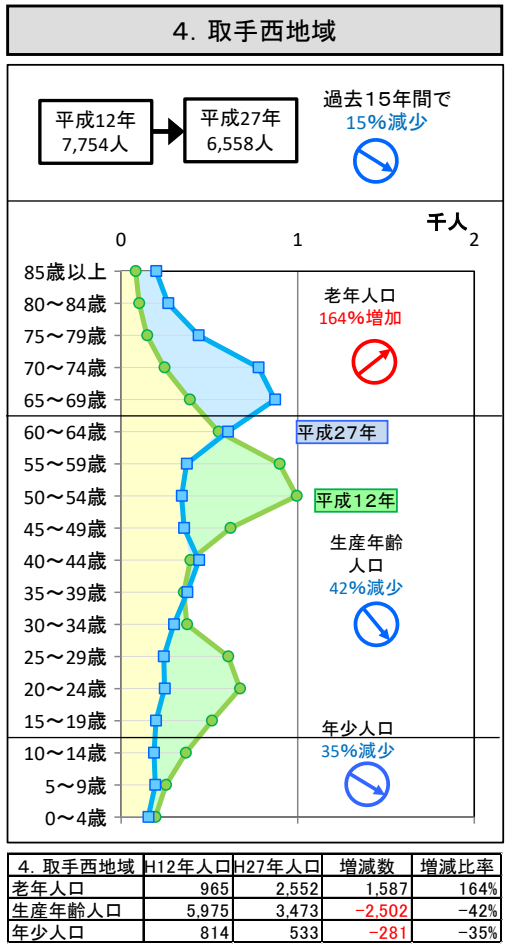 4．取手西地域
平成12年
7,754人
平成27年
6,558人
過去15年間で
15%減少
千人
0 1 2
85歳以上
80～84歳
75～79歳
70～74歳
65～69歳
60～64歳
55～59歳
50～54歳
45～49歳
40～44歳
35～39歳
30～34歳
25～29歳
20～24歳
15～19歳
10～14歳
5～9歳
0～4歳
老年人口
164%増加
平成27年
平成12年
生産年齢
人口
42%減少
年少人口
35%減少
4．取手西地域 H12年人口 H27年人口 増減数 増減比率
老年人口 965 2,552 1,587 164%
生産年齢人口 5,975 3,473 −2,502 −42%
年少人口 814 533 −281 −35%